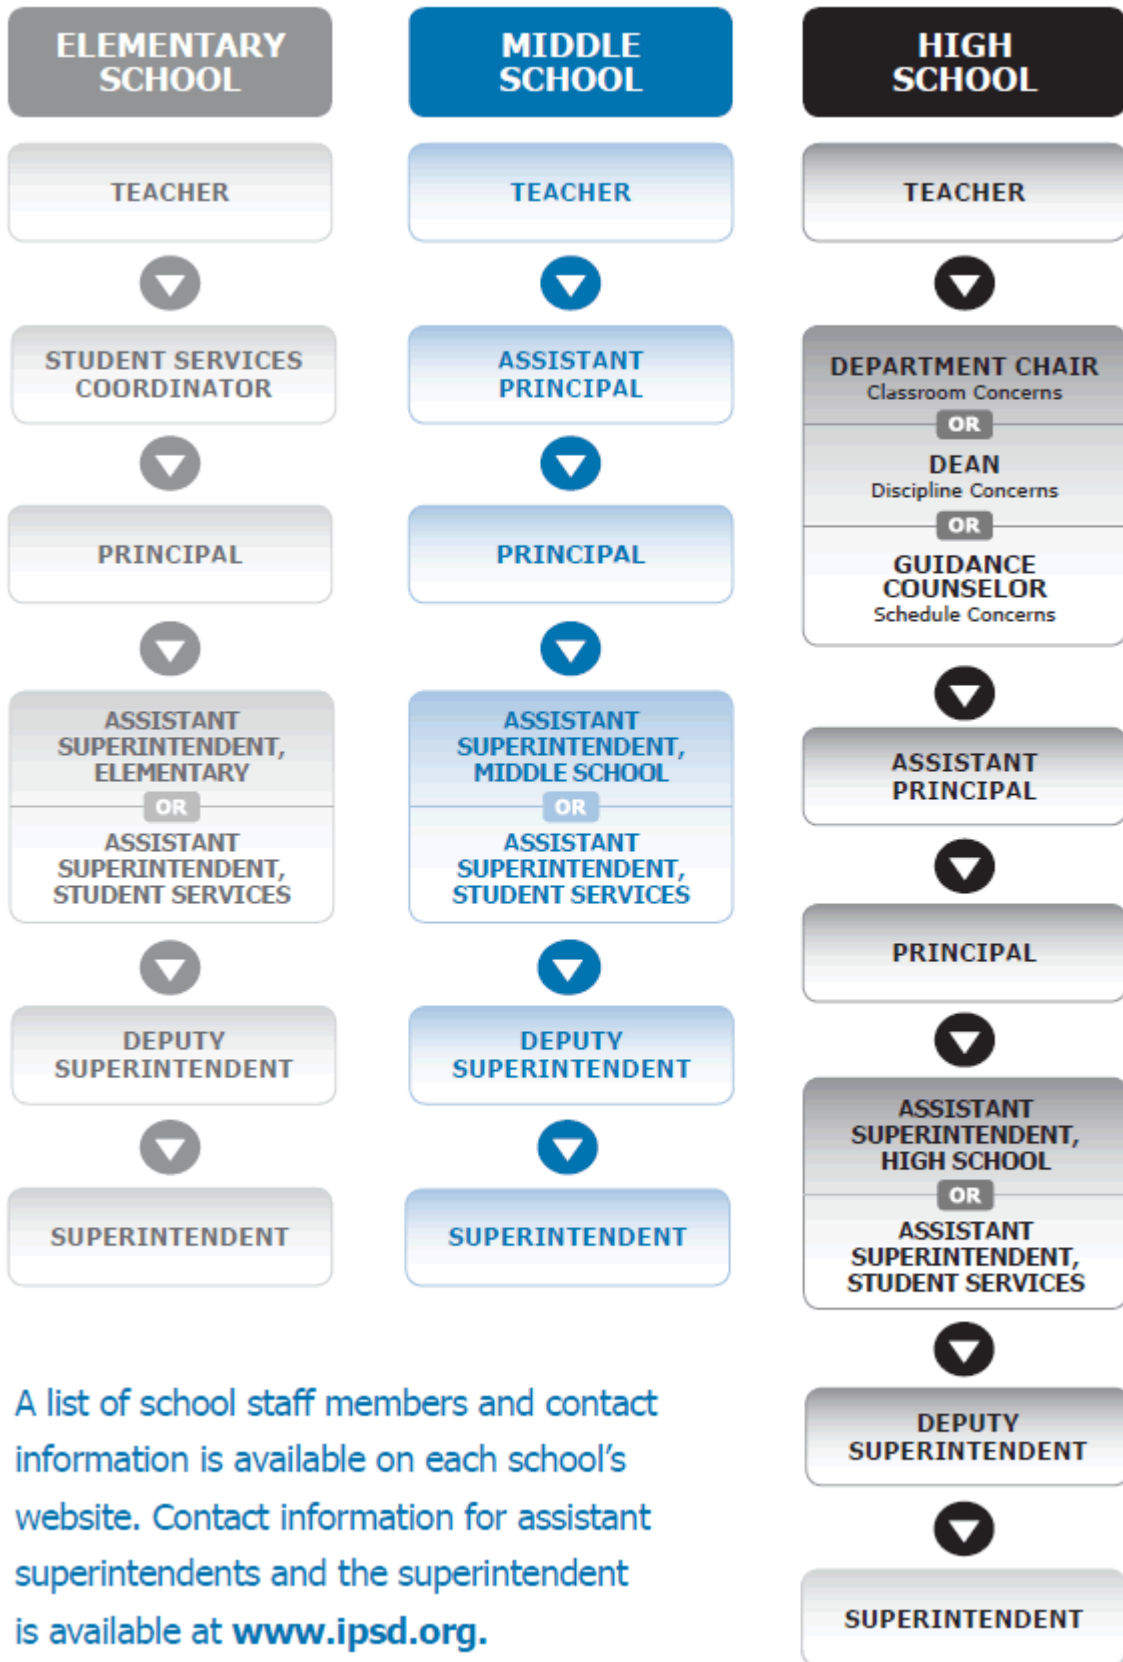 ELEMENTARY
SCHOOL
TEACHER
STUDENT SERVICES
COORDINATOR
PRINCIPAL
ASSISTANT
SUPERINTENDENT,
ELEMENTARY
OR
ASSISTANT
SUPERINTENDENT,
STUDENT SERVICES
DEPUTY
SUPERINTENDENT
SUPERINTENDENT
MIDDLE
SCHOOL
TEACHER
ASSISTANT
PRINCIPAL
PRINCIPAL
ASSISTANT
SUPERINTENDENT,
MIDDLE SCHOOL
OR
ASSISTANT
SUPERINTENDENT,
STUDENT SERVICES
DEPUTY
SUPERINTENDENT
SUPERINTENDENT
HIGH
SCHOOL
TEACHER
DEPARTMENT CHAIR
Classroom Concerns
OR
DEAN
Discipline Concerns
OR
GUIDANCE
COUNSELOR
Schedule Concerns
ASSISTANT
PRINCIPAL
PRINCIPAL
ASSISTANT
SUPERINTENDENT,
HIGH SCHOOL
OR
ASSISTANT
SUPERINTENDENT,
STUDENT SERVICES
DEPUTY
SUPERINTENDENT
SUPERINTENDENT
A list of school staff members and contact
information is available on each school's
website. Contact information for assistant
superintendents and the superintendent
is available at www.ipsd.org.